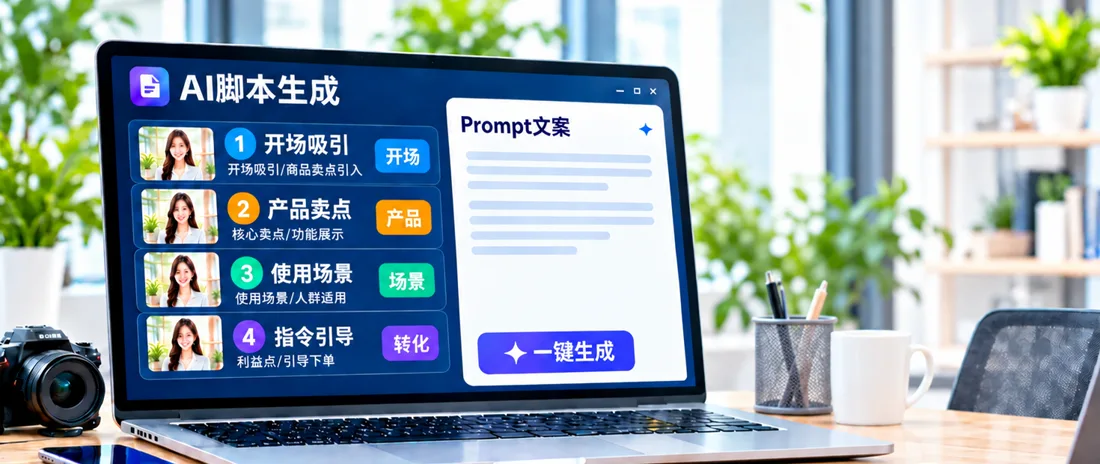 AI脚本生成
1 开场吸引
开场吸引/商品卖点引入
开场
2 产品卖点
核心卖点/功能展示
产品
3 使用场景
使用场景/人群适用
场景
4 指令引导
利益点/引导下单
转化
Prompt文案
一键生成